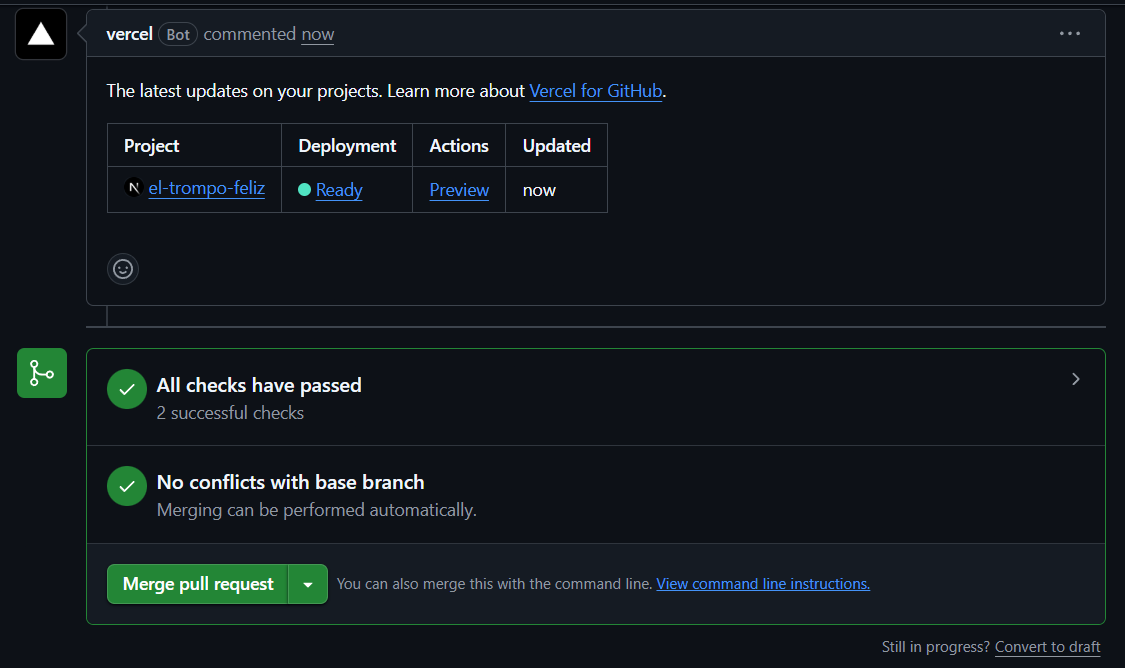 vercel Bot commented now
The latest updates on your projects. Learn more about Vercel for GitHub.
Project Deployment Actions Updated
N el-trompo-feliz Ready Preview now
All checks have passed
2 successful checks
No conflicts with base branch
Merging can be performed automatically.
Merge pull request You can also merge this with the command line. View command line instructions.
Still in progress? Convert to draft